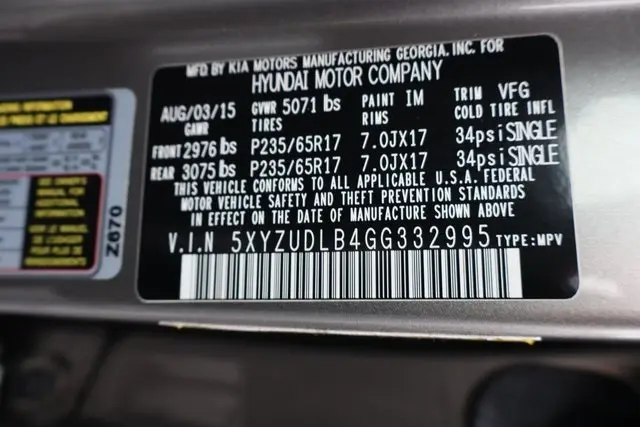 MFD BY KIA MOTORS MANUFACTURING GEORGIA, INC. FOR
HYUNDAI MOTOR COMPANY
AUG/03/15 GVWR 5071 lbs PAINT IM TRIM VFG
GAWR TIRES RIMS COLD TIRE INFL
FRONT 2976 lbs P235/65R17 7.0JX17 34psi SINGLE
REAR 3075 lbs P235/65R17 7.0JX17 34psi SINGLE
THIS VEHICLE CONFORMS TO ALL APPLICABLE U.S.A. FEDERAL
MOTOR VEHICLE SAFETY AND THEFT PREVENTION STANDARDS
IN EFFECT ON THE DATE OF MANUFACTURE SHOWN ABOVE
V.I.N 5XYZUDLB4GG332995 TYPE:MPV
Z670